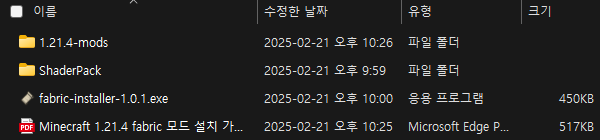 이름 수정한 날짜 유형 크기
1.21.4-mods 2025-02-21 오후 10:26 파일 폴더
ShaderPack 2025-02-21 오후 9:59 파일 폴더
fabric-installer-1.0.1.exe 2025-02-21 오후 10:00 응용 프로그램 450KB
PDF Minecraft 1.21.4 fabric 모드 설치 가... 2025-02-21 오후 10:25 Microsoft Edge P... 517KB